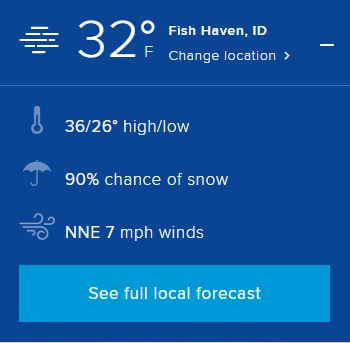 32° F
Fish Haven, ID
Change location >
36/26° high/low
90% chance of snow
NNE 7 mph winds
See full local forecast